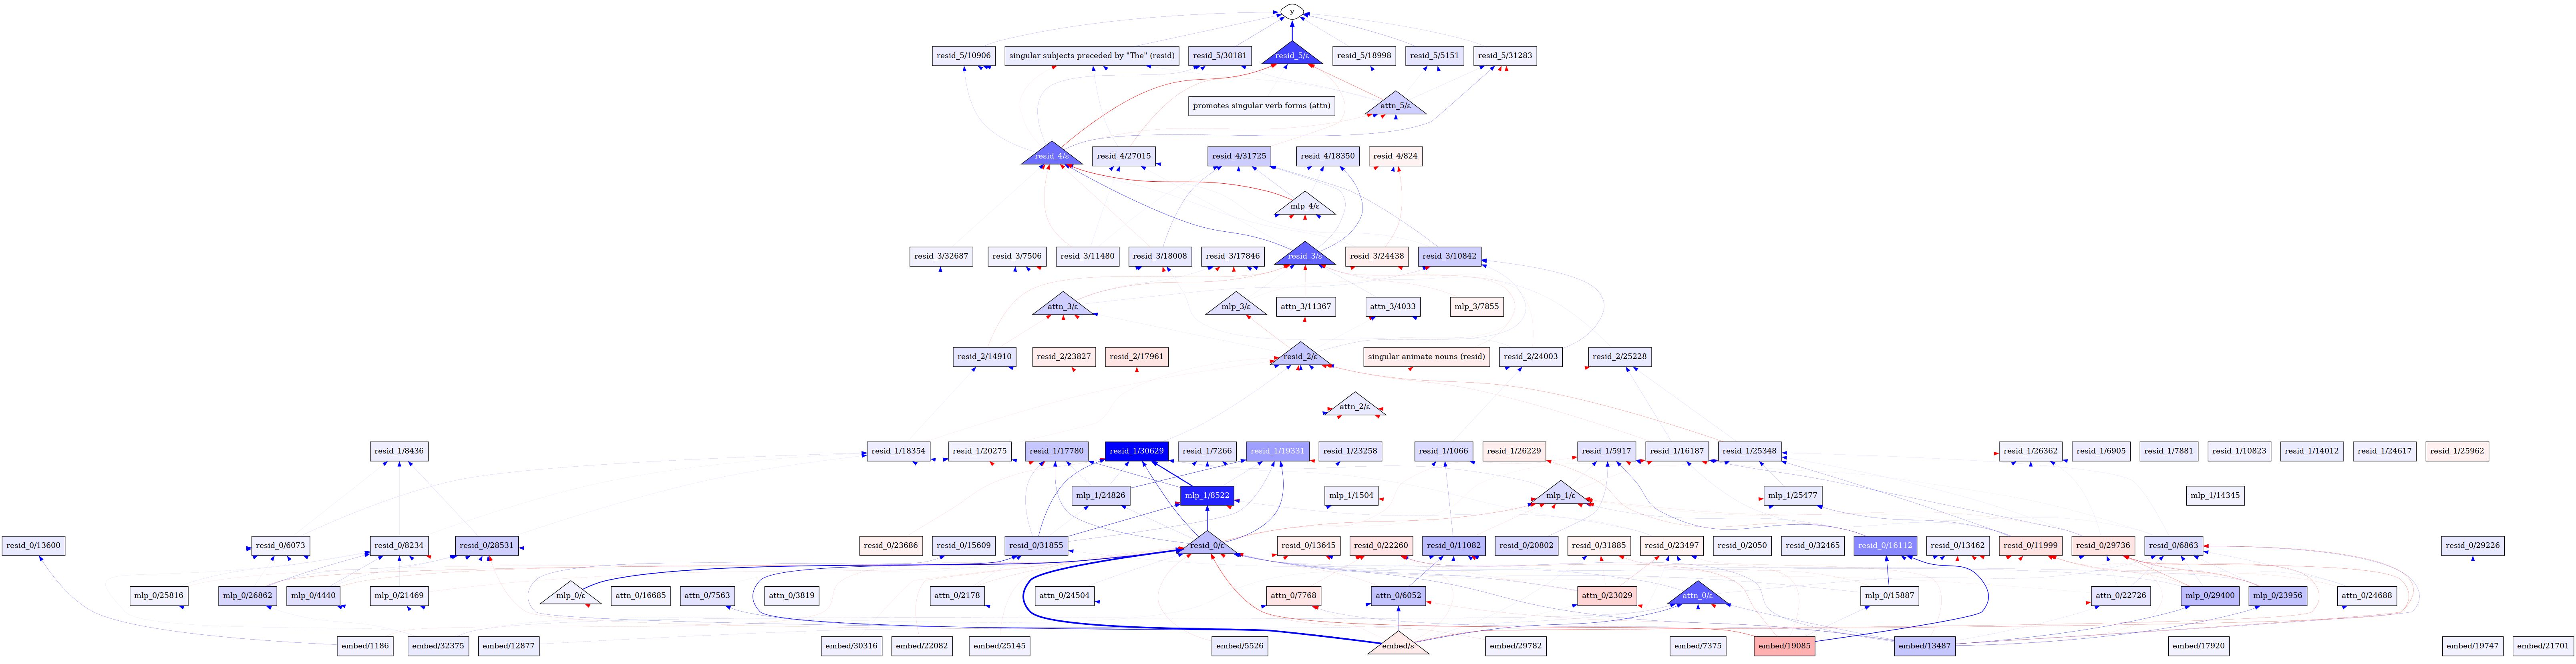 y
resid_5/10906 singular subjects preceded by "The" (resid) resid_5/30181 resid_5/ε resid_5/18998 resid_5/5151 resid_5/31283
promotes singular verb forms (attn) attn_5/ε
resid_4/ε resid_4/27015 resid_4/31725 resid_4/18350 resid_4/824
mlp_4/ε
resid_3/32687 resid_3/7506 resid_3/11480 resid_3/18008 resid_3/17846 resid_3/ε resid_3/24438 resid_3/10842
attn_3/ε mlp_3/ε attn_3/11367 attn_3/4033 mlp_3/7855
resid_2/14910 resid_2/23827 resid_2/17961 resid_2/ε singular animate nouns (resid) resid_2/24003 resid_2/25228
attn_2/ε
resid_1/8436 resid_1/18354 resid_1/20275 resid_1/17780 resid_1/30629 resid_1/7266 resid_1/19331 resid_1/23258 resid_1/1066 resid_1/26229 resid_1/5917 resid_1/16187 resid_1/25348 resid_1/26362 resid_1/6905 resid_1/7881 resid_1/10823 resid_1/14012 resid_1/24617 resid_1/25962
mlp_1/24826 mlp_1/8522 mlp_1/1504 mlp_1/ε mlp_1/25477 mlp_1/14345
resid_0/13600 resid_0/6073 resid_0/8234 resid_0/28531 resid_0/23686 resid_0/15609 resid_0/31855 resid_0/ε resid_0/13645 resid_0/22260 resid_0/11082 resid_0/20802 resid_0/31885 resid_0/23497 resid_0/2050 resid_0/32465 resid_0/16112 resid_0/13462 resid_0/11999 resid_0/29736 resid_0/6863 resid_0/29226
mlp_0/25816 mlp_0/26862 mlp_0/4440 mlp_0/21469 mlp_0/ε attn_0/16685 attn_0/7563 attn_0/3819 attn_0/2178 attn_0/24504 attn_0/7768 attn_0/6052 attn_0/23029 attn_0/ε mlp_0/15887 attn_0/22726 mlp_0/29400 mlp_0/23956 attn_0/24688
embed/1186 embed/32375 embed/12877 embed/30316 embed/22082 embed/25145 embed/5526 embed/ε embed/29782 embed/7375 embed/19085 embed/13487 embed/17920 embed/19747 embed/21701